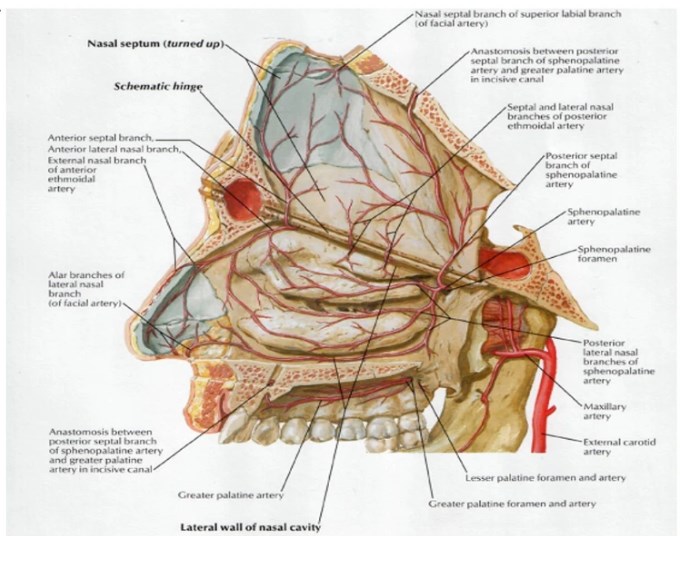 Nasal septal branch of superior labial branch
(of facial artery)
Nasal septum (turned up)
Anastomosis between posterior
septal branch of sphenopalatine
artery and greater palatine artery
in incisive canal
Schematic hinge
Septal and lateral nasal
branches of posterior
ethmoidal artery
Anterior septal branch
Anterior lateral nasal branch
External nasal branch
of anterior
ethmoidal
artery
Posterior septal
branch of
sphenopalatine
artery
Sphenopalatine
artery
Sphenopalatine
foramen
Alar branches of
lateral nasal
branch
(of facial artery)
Posterior
lateral nasal
branches of
sphenopalatine
artery
Maxillary
artery
External carotid
artery
Anastomosis between
posterior septal branch
of sphenopalatine artery
and greater palatine
artery in incisive canal
Lesser palatine foramen and artery
Greater palatine artery
Greater palatine foramen and artery
Lateral wall of nasal cavity